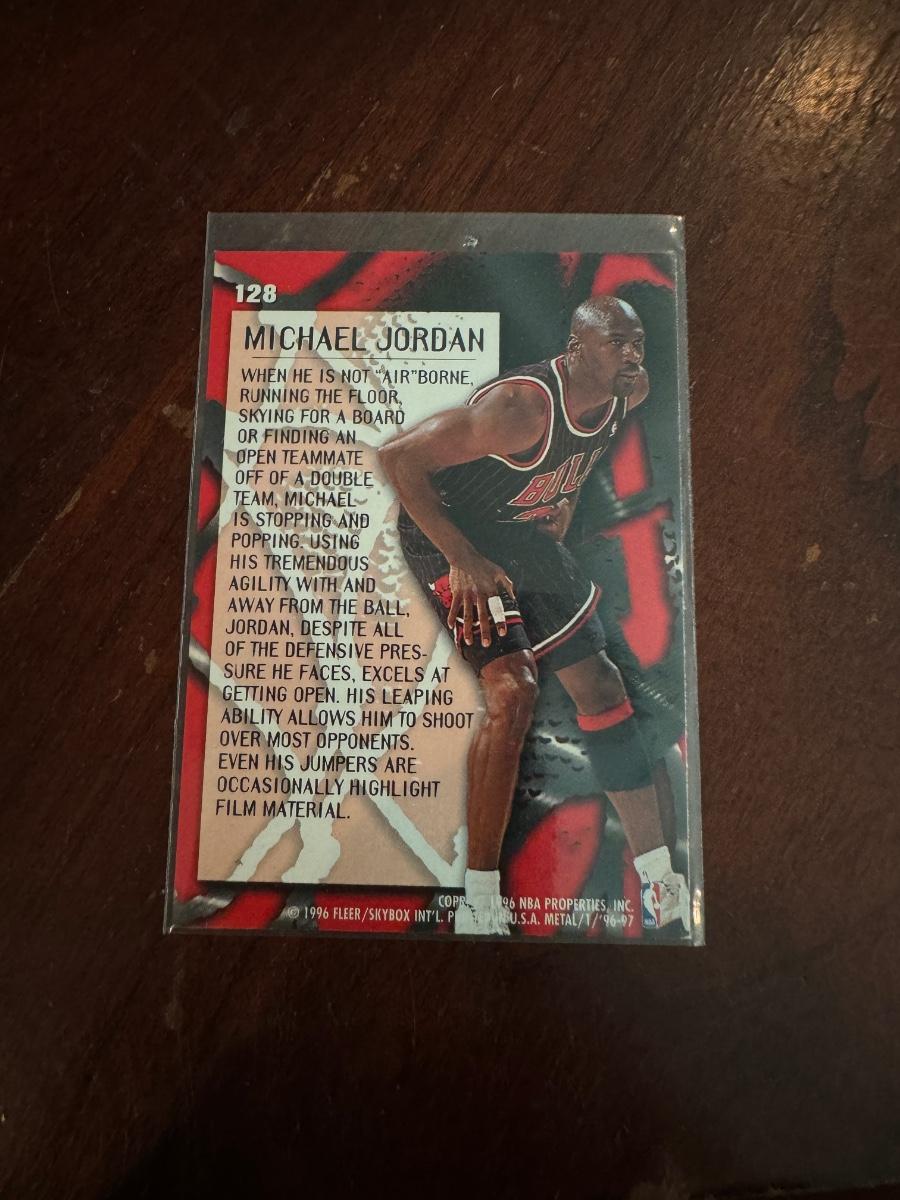 128
MICHAEL JORDAN
WHEN HE IS NOT "AIR"BORNE,
RUNNING THE FLOOR,
SKYING FOR A BOARD
OR FINDING AN
OPEN TEAMMATE
OFF OF A DOUBLE
TEAM, MICHAEL
IS STOPPING AND
POPPING. USING
HIS TREMENDOUS
AGILITY WITH AND
AWAY FROM THE BALL,
JORDAN, DESPITE ALL
OF THE DEFENSIVE PRES-
SURE HE FACES, EXCELS AT
GETTING OPEN. HIS LEAPING
ABILITY ALLOWS HIM TO SHOOT
OVER MOST OPPONENTS.
EVEN HIS JUMPERS ARE
OCCASIONALLY HIGHLIGHT
FILM MATERIAL.
BULL
NBA PROPERTIES, INC.
© 1996 FLEER/SKYBOX INT'L. U.S.A. METAL/1/'96-97
NBA